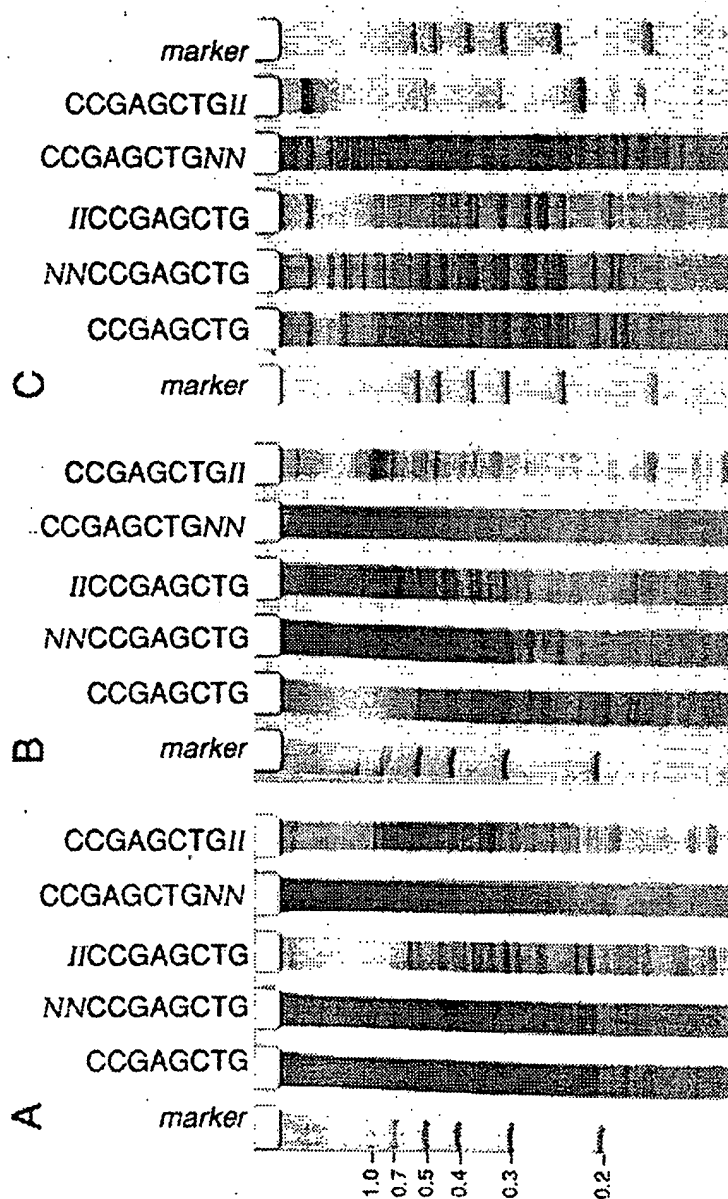 C
marker
CCGAGCTGII
CCGAGCTGNN
IICCGAGCTG
NNCCGAGCTG
CCGAGCTG
marker
B
CCGAGCTGII
CCGAGCTGNN
IICCGAGCTG
NNCCGAGCTG
CCGAGCTG
marker
A
CCGAGCTGII
CCGAGCTGNN
IICCGAGCTG
NNCCGAGCTG
CCGAGCTG
marker
1.0
0.7
0.5
0.4
0.3
0.2